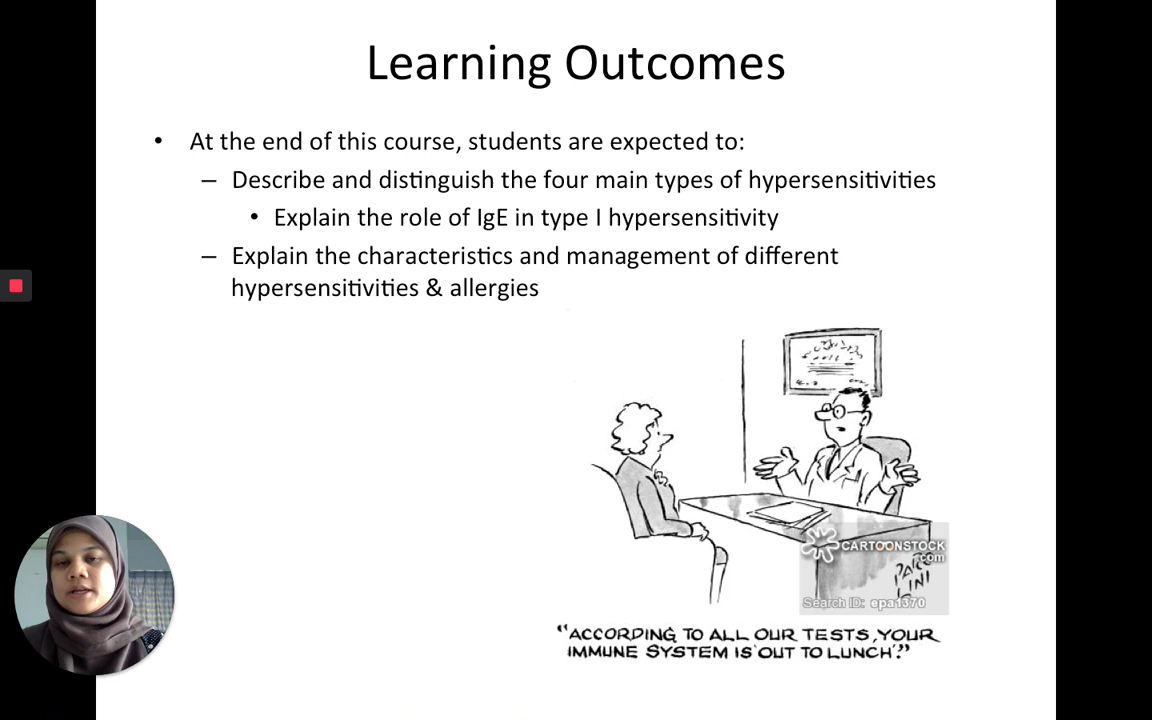 Learning Outcomes
• At the end of this course, students are expected to:
– Describe and distinguish the four main types of hypersensitivities
• Explain the role of IgE in type I hypersensitivity
– Explain the characteristics and management of different
hypersensitivities & allergies
CARTOONSTOCK
.com
Search ID: epa1370
"ACCORDING TO ALL OUR TESTS, YOUR
IMMUNE SYSTEM IS 'OUT TO LUNCH'."